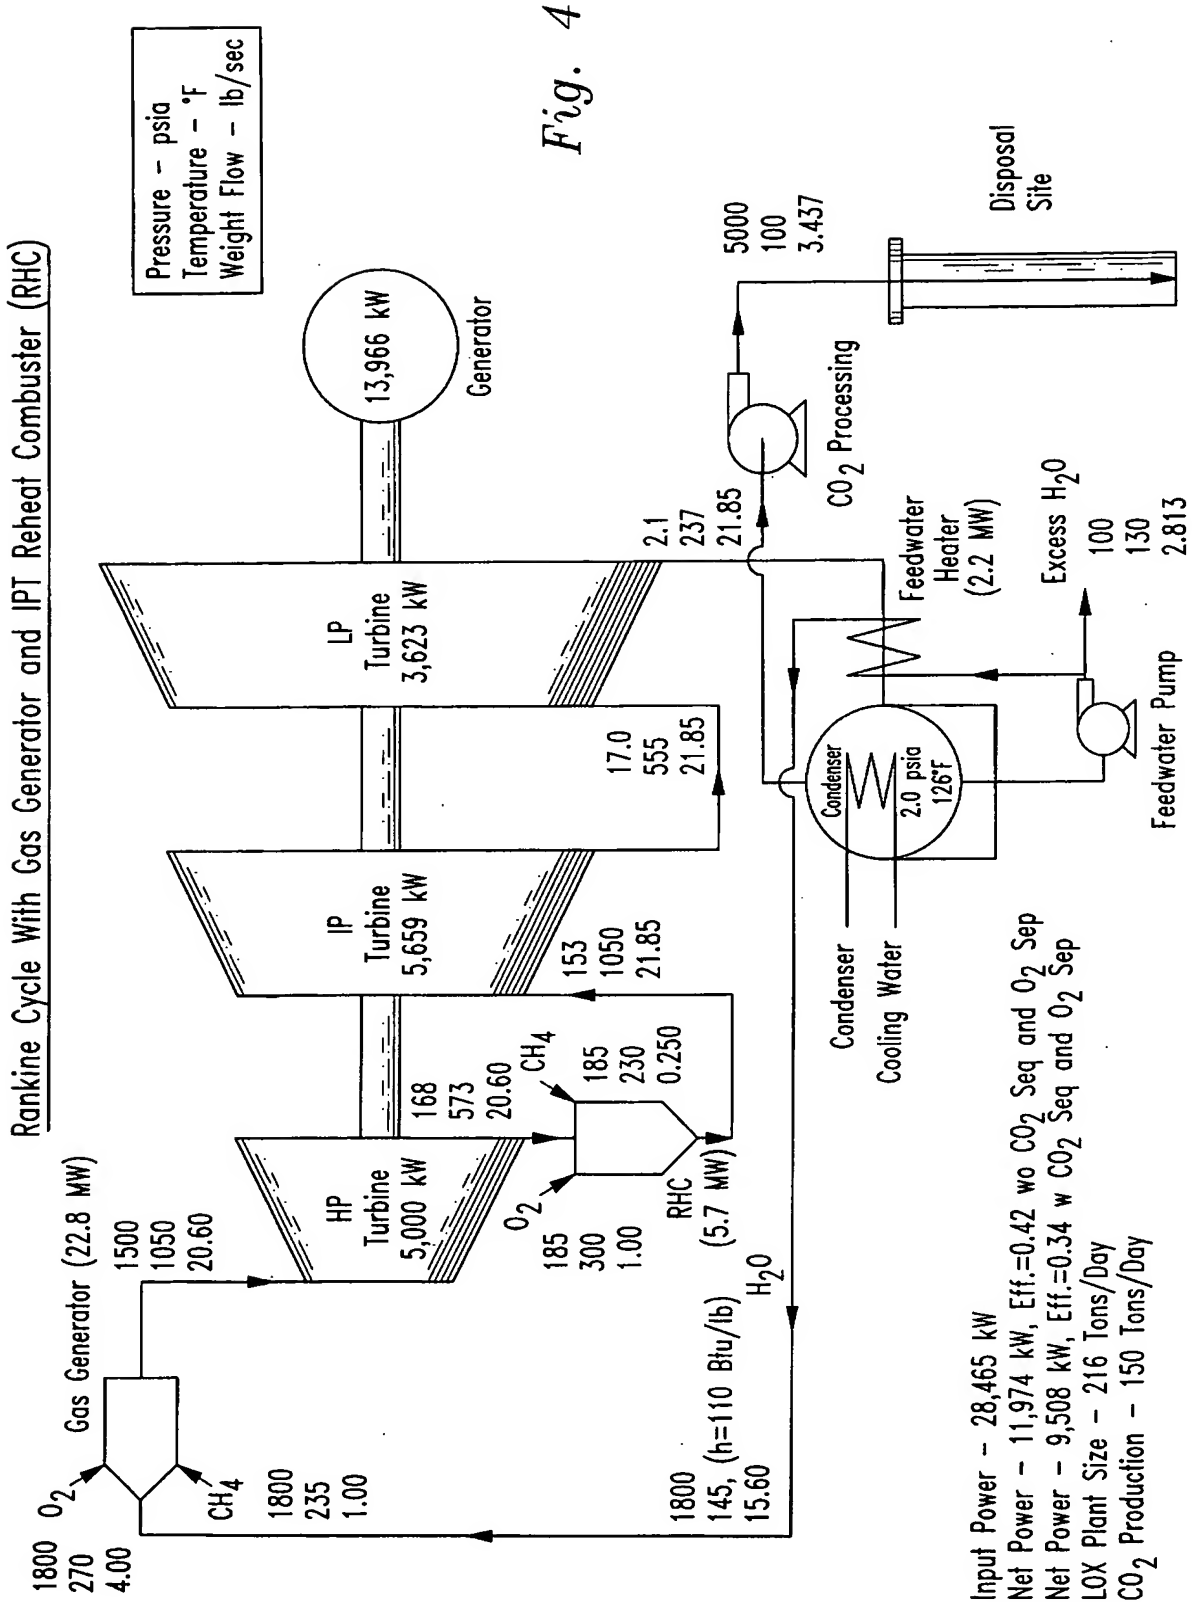 Rankine Cycle With Gas Generator and IPT Reheat Combuster (RHC)
Pressure – psia
Temperature – °F
Weight Flow – lb/sec
O2
1800
270
4.00
Gas Generator (22.8 MW)
CH4
1800
235
1.00
1500
1050
20.60
HP
Turbine
5,000 kW
168
573
20.60
O2
185
300
1.00
CH4
185
230
0.250
RHC
(5.7 MW)
153
1050
21.85
IP
Turbine
5,659 kW
17.0
555
21.85
LP
Turbine
3,623 kW
2.1
237
21.85
13,966 kW
Generator
H2O
1800
145, (h=110 Btu/lb)
15.60
Condenser
2.0 psia
126°F
Condenser
Cooling Water
Feedwater
Heater
(2.2 MW)
Feedwater Pump
Excess H2O
100
130
2.813
CO2 Processing
5000
100
3.437
Disposal
Site
Input Power – 28,465 kW
Net Power – 11,974 kW, Eff.=0.42 wo CO2 Seq and O2 Sep
Net Power – 9,508 kW, Eff.=0.34 w CO2 Seq and O2 Sep
LOX Plant Size – 216 Tons/Day
CO2 Production – 150 Tons/Day
Fig. 4